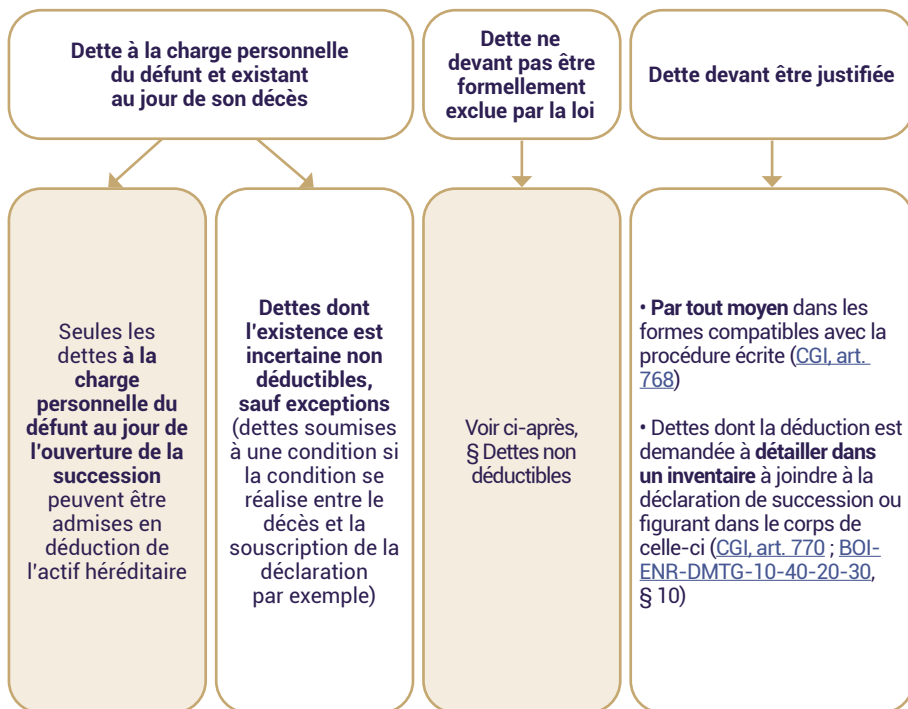 Dette à la charge personnelle
du défunt et existant
au jour de son décès
Dette ne
devant pas être
formellement
exclue par la loi
Dette devant être justifiée
Seules les
dettes à la
charge
personnelle du
défunt au jour de
l'ouverture de la
succession
peuvent être
admises en
déduction de
l'actif héréditaire
Dettes dont
l'existence est
incertaine non
déductibles,
sauf exceptions
(dettes soumises
à une condition si
la condition se
réalise entre le
décès et la
souscription de la
déclaration
par exemple)
Voir ci-après,
§ Dettes non
déductibles
• Par tout moyen dans les
formes compatibles avec la
procédure écrite (CGI, art.
768)
• Dettes dont la déduction est
demandée à détailler dans
un inventaire à joindre à la
déclaration de succession ou
figurant dans le corps de
celle-ci (CGI, art. 770 ; BOI-
ENR-DMTG-10-40-20-30,
§ 10)